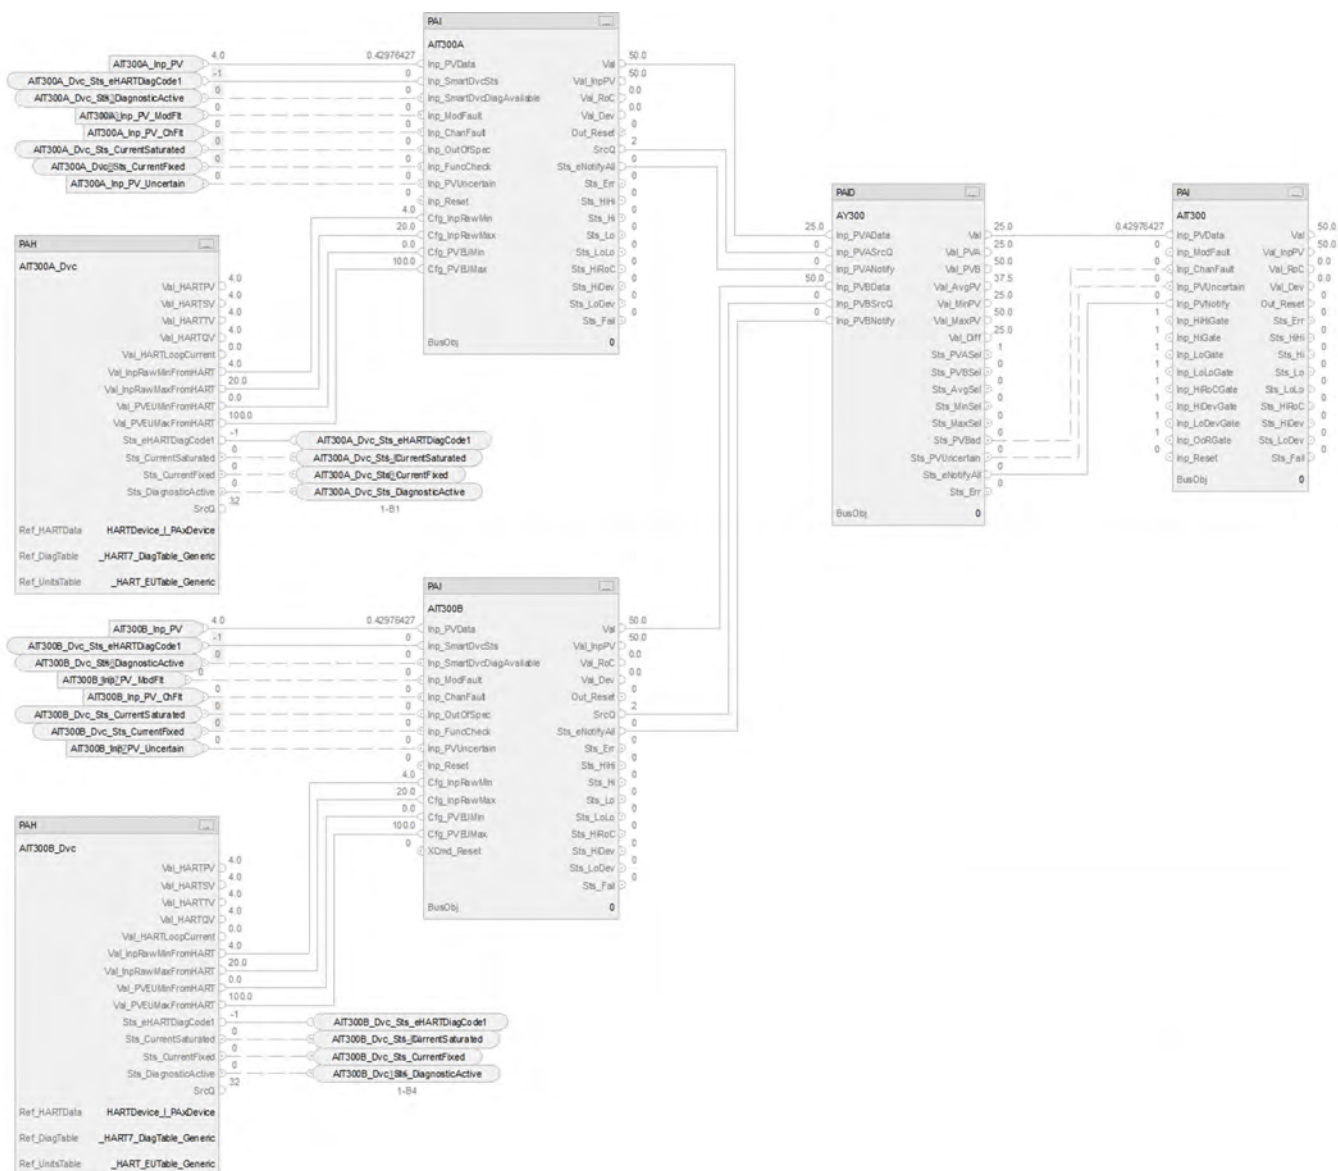 PAI
AIT300A
4.0 0.42976427
AIT300A_Inp_PV Inp_PVData Val 50.0
-1 0
AIT300A_Dvc_Sts_eHARTDiagCode1 Inp_SmartDvcSts Val_InpPV 50.0
0 0
AIT300A_Dvc_Sts_DiagnosticActive Inp_SmartDvcDiagAvailable Val_RoC 0.0
0 0
AIT300A_Inp_PV_ModFlt Inp_ModFault Val_Dev 0.0
0 0
AIT300A_Inp_PV_ChFlt Inp_ChanFault Out_Reset 0
0 0
AIT300A_Dvc_Sts_CurrentSaturated Inp_OutOfSpec SrcQ 2
0 0
AIT300A_Dvc_Sts_CurrentFixed Inp_FuncCheck Sts_eNotifyAll 0
0 0
AIT300A_Inp_PV_Uncertain Inp_PVUncertain Sts_Err 0
0 Inp_Reset Sts_HiHi 0
4.0 Cfg_InpRawMin Sts_Hi 0
20.0 Cfg_InpRawMax Sts_Lo 0
0.0 Cfg_PVEUMin Sts_LoLo 0
100.0 Cfg_PVEUMax Sts_HiRoC 0
Sts_HiDev 0
Sts_LoDev 0
Sts_Fail 0
BusObj 0
PAH
AIT300A_Dvc
Val_HARTPV 4.0
Val_HARTSV 4.0
Val_HARTTV 4.0
Val_HARTQV 4.0
Val_HARTLoopCurrent 0.0
Val_InpRawMinFromHART 4.0
Val_InpRawMaxFromHART 20.0
Val_PVEUMinFromHART 0.0
Val_PVEUMaxFromHART 100.0
Sts_eHARTDiagCode1 -1 AIT300A_Dvc_Sts_eHARTDiagCode1
Sts_CurrentSaturated 0 AIT300A_Dvc_Sts_CurrentSaturated
Sts_CurrentFixed 0 AIT300A_Dvc_Sts_CurrentFixed
Sts_DiagnosticActive 0 AIT300A_Dvc_Sts_DiagnosticActive
SrcQ 32 1-B1
Ref_HARTData HARTDevice_I_PAxDevice
Ref_DiagTable _HART7_DiagTable_Generic
Ref_UnitsTable _HART_EUTable_Generic
PAID
AY300
25.0 Inp_PVAData Val 25.0
0 Inp_PVASrcQ Val_PVA 25.0
0 Inp_PVANotify Val_PVB 50.0
50.0 Inp_PVBData Val_AvgPV 37.5
0 Inp_PVBSrcQ Val_MinPV 25.0
0 Inp_PVBNotify Val_MaxPV 50.0
Val_Diff 25.0
Sts_PVASel 1
Sts_PVBSel 0
Sts_AvgSel 0
Sts_MinSel 0
Sts_MaxSel 0
Sts_PVBad 0
Sts_PVUncertain 0
Sts_eNotifyAll 0
Sts_Err 0
BusObj 0
PAI
AIT300
0.42976427 Inp_PVData Val 50.0
0 Inp_ModFault Val_InpPV 50.0
0 Inp_ChanFault Val_RoC 0.0
0 Inp_PVUncertain Val_Dev 0.0
0 Inp_PVNotify Out_Reset 0
1 Inp_HiHiGate Sts_Err 0
1 Inp_HiGate Sts_HiHi 0
1 Inp_LoGate Sts_Hi 0
1 Inp_LoLoGate Sts_Lo 0
1 Inp_HiRoCGate Sts_LoLo 0
1 Inp_HiDevGate Sts_HiRoC 0
1 Inp_LoDevGate Sts_HiDev 0
1 Inp_OoRGate Sts_LoDev 0
0 Inp_Reset Sts_Fail 0
BusObj 0
PAI
AIT300B
4.0 0.42976427
AIT300B_Inp_PV Inp_PVData Val 50.0
-1 0
AIT300B_Dvc_Sts_eHARTDiagCode1 Inp_SmartDvcSts Val_InpPV 50.0
0 0
AIT300B_Dvc_Sts_DiagnosticActive Inp_SmartDvcDiagAvailable Val_RoC 0.0
0 0
AIT300B_Inp_PV_ModFlt Inp_ModFault Val_Dev 0.0
0 0
AIT300B_Inp_PV_ChFlt Inp_ChanFault Out_Reset 0
0 0
AIT300B_Dvc_Sts_CurrentSaturated Inp_OutOfSpec SrcQ 2
0 0
AIT300B_Dvc_Sts_CurrentFixed Inp_FuncCheck Sts_eNotifyAll 0
0 0
AIT300B_Inp_PV_Uncertain Inp_PVUncertain Sts_Err 0
0 Inp_Reset Sts_HiHi 0
4.0 Cfg_InpRawMin Sts_Hi 0
20.0 Cfg_InpRawMax Sts_Lo 0
0.0 Cfg_PVEUMin Sts_LoLo 0
100.0 Cfg_PVEUMax Sts_HiRoC 0
0 XCmd_Reset Sts_HiDev 0
Sts_LoDev 0
Sts_Fail 0
BusObj 0
PAH
AIT300B_Dvc
Val_HARTPV 4.0
Val_HARTSV 4.0
Val_HARTTV 4.0
Val_HARTQV 4.0
Val_HARTLoopCurrent 0.0
Val_InpRawMinFromHART 4.0
Val_InpRawMaxFromHART 20.0
Val_PVEUMinFromHART 0.0
Val_PVEUMaxFromHART 100.0
Sts_eHARTDiagCode1 -1 AIT300B_Dvc_Sts_eHARTDiagCode1
Sts_CurrentSaturated 0 AIT300B_Dvc_Sts_CurrentSaturated
Sts_CurrentFixed 0 AIT300B_Dvc_Sts_CurrentFixed
Sts_DiagnosticActive 0 AIT300B_Dvc_Sts_DiagnosticActive
SrcQ 32 1-B4
Ref_HARTData HARTDevice_I_PAxDevice
Ref_DiagTable _HART7_DiagTable_Generic
Ref_UnitsTable _HART_EUTable_Generic